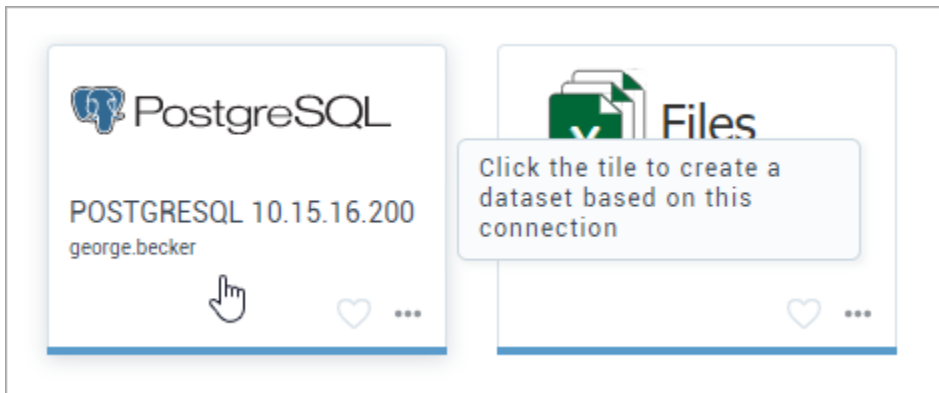 PostgreSQL
POSTGRESQL 10.15.16.200
george.becker
Files
Click the tile to create a
dataset based on this
connection